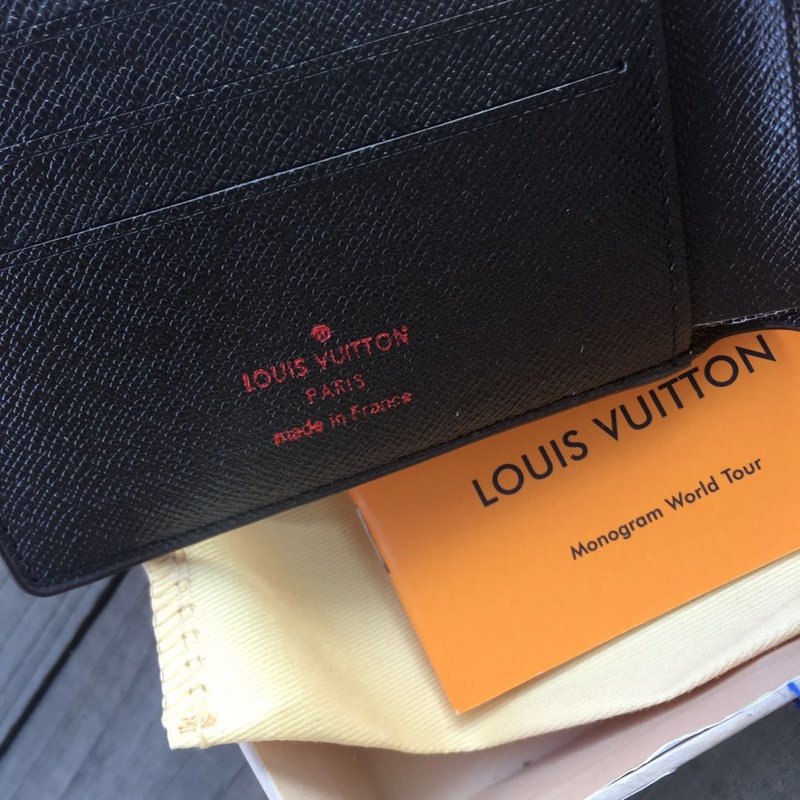 LOUIS VUITTON
PARIS
made in France
LOUIS VUITTON
Monogram World Tour